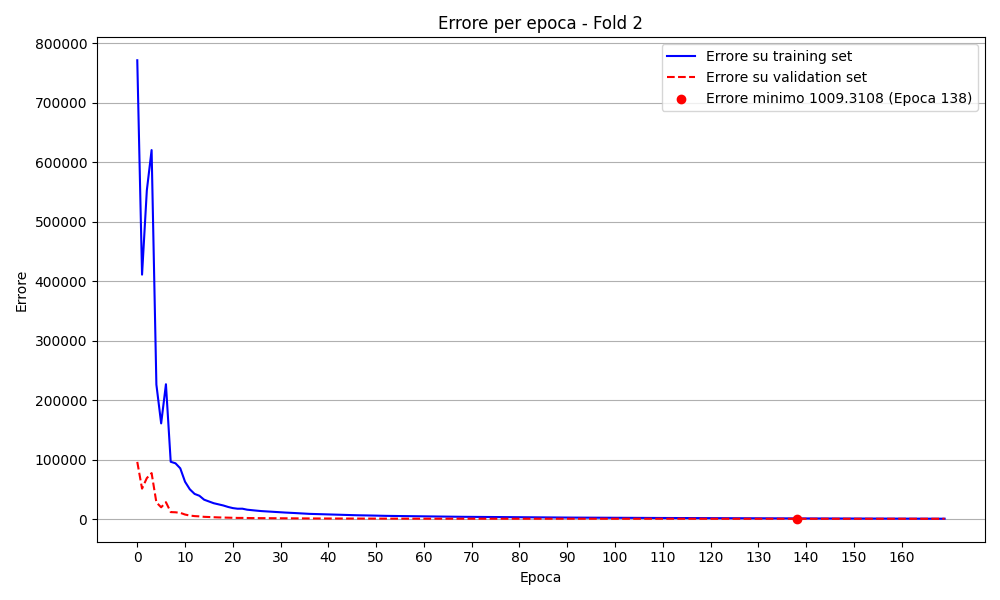 Errore per epoca - Fold 2
Errore su training set
Errore su validation set
Errore minimo 1009.3108 (Epoca 138)
Errore
800000
700000
600000
500000
400000
300000
200000
100000
0
0 10 20 30 40 50 60 70 80 90 100 110 120 130 140 150 160
Epoca